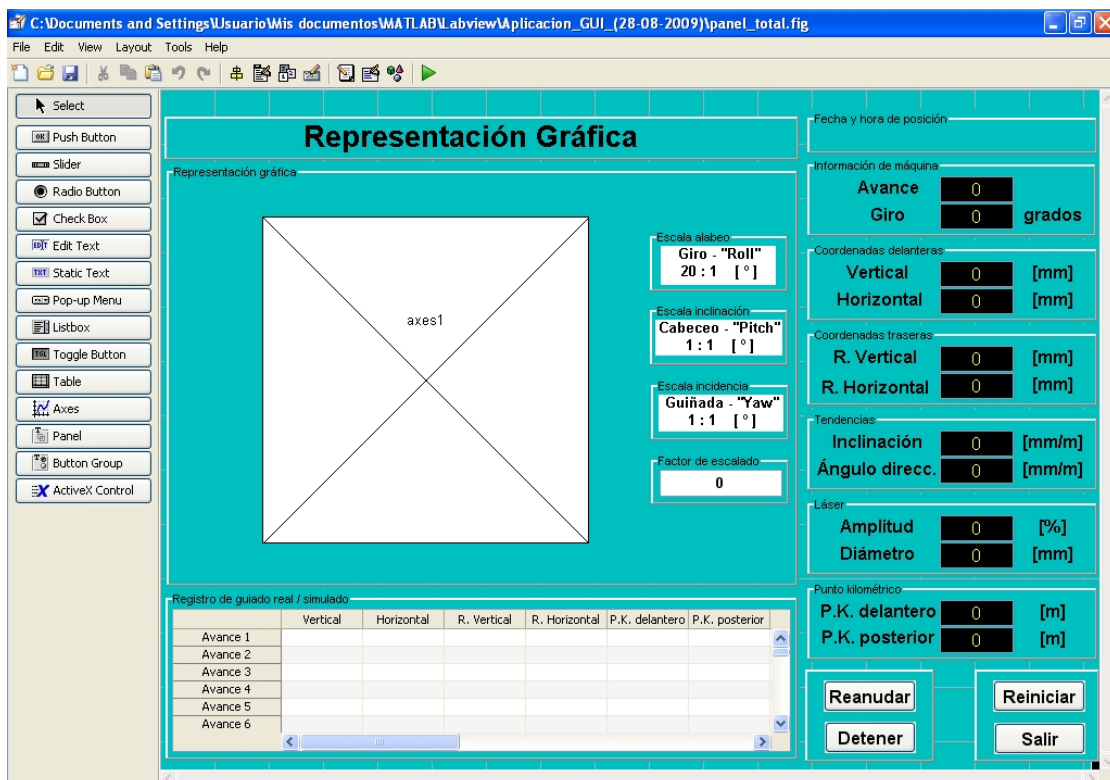 C:\Documents and Settings\Usuario\Mis documentos\MATLAB\Labview\Aplicacion_GUI_(28-08-2009)\panel_total.fig
File Edit View Layout Tools Help
Select
Push Button
Slider
Radio Button
Check Box
Edit Text
Static Text
Pop-up Menu
Listbox
Toggle Button
Table
Axes
Panel
Button Group
ActiveX Control
Representación Gráfica
Representación gráfica
axes1
Escala alabeo
Giro - "Roll"
20 : 1 [ º ]
Escala inclinación
Cabeceo - "Pitch"
1 : 1 [ º ]
Escala incidencia
Guiñada - "Yaw"
1 : 1 [ º ]
Factor de escalado
0
Registro de guiado real / simulado
Vertical Horizontal R. Vertical R. Horizontal P.K. delantero P.K. posterior
Avance 1
Avance 2
Avance 3
Avance 4
Avance 5
Avance 6
Fecha y hora de posición
Información de máquina
Avance 0
Giro 0 grados
Coordenadas delanteras
Vertical 0 [mm]
Horizontal 0 [mm]
Coordenadas traseras
R. Vertical 0 [mm]
R. Horizontal 0 [mm]
Tendencias
Inclinación 0 [mm/m]
Ángulo direcc. 0 [mm/m]
Láser
Amplitud 0 [%]
Diámetro 0 [mm]
Punto kilométrico
P.K. delantero 0 [m]
P.K. posterior 0 [m]
Reanudar Reiniciar
Detener Salir